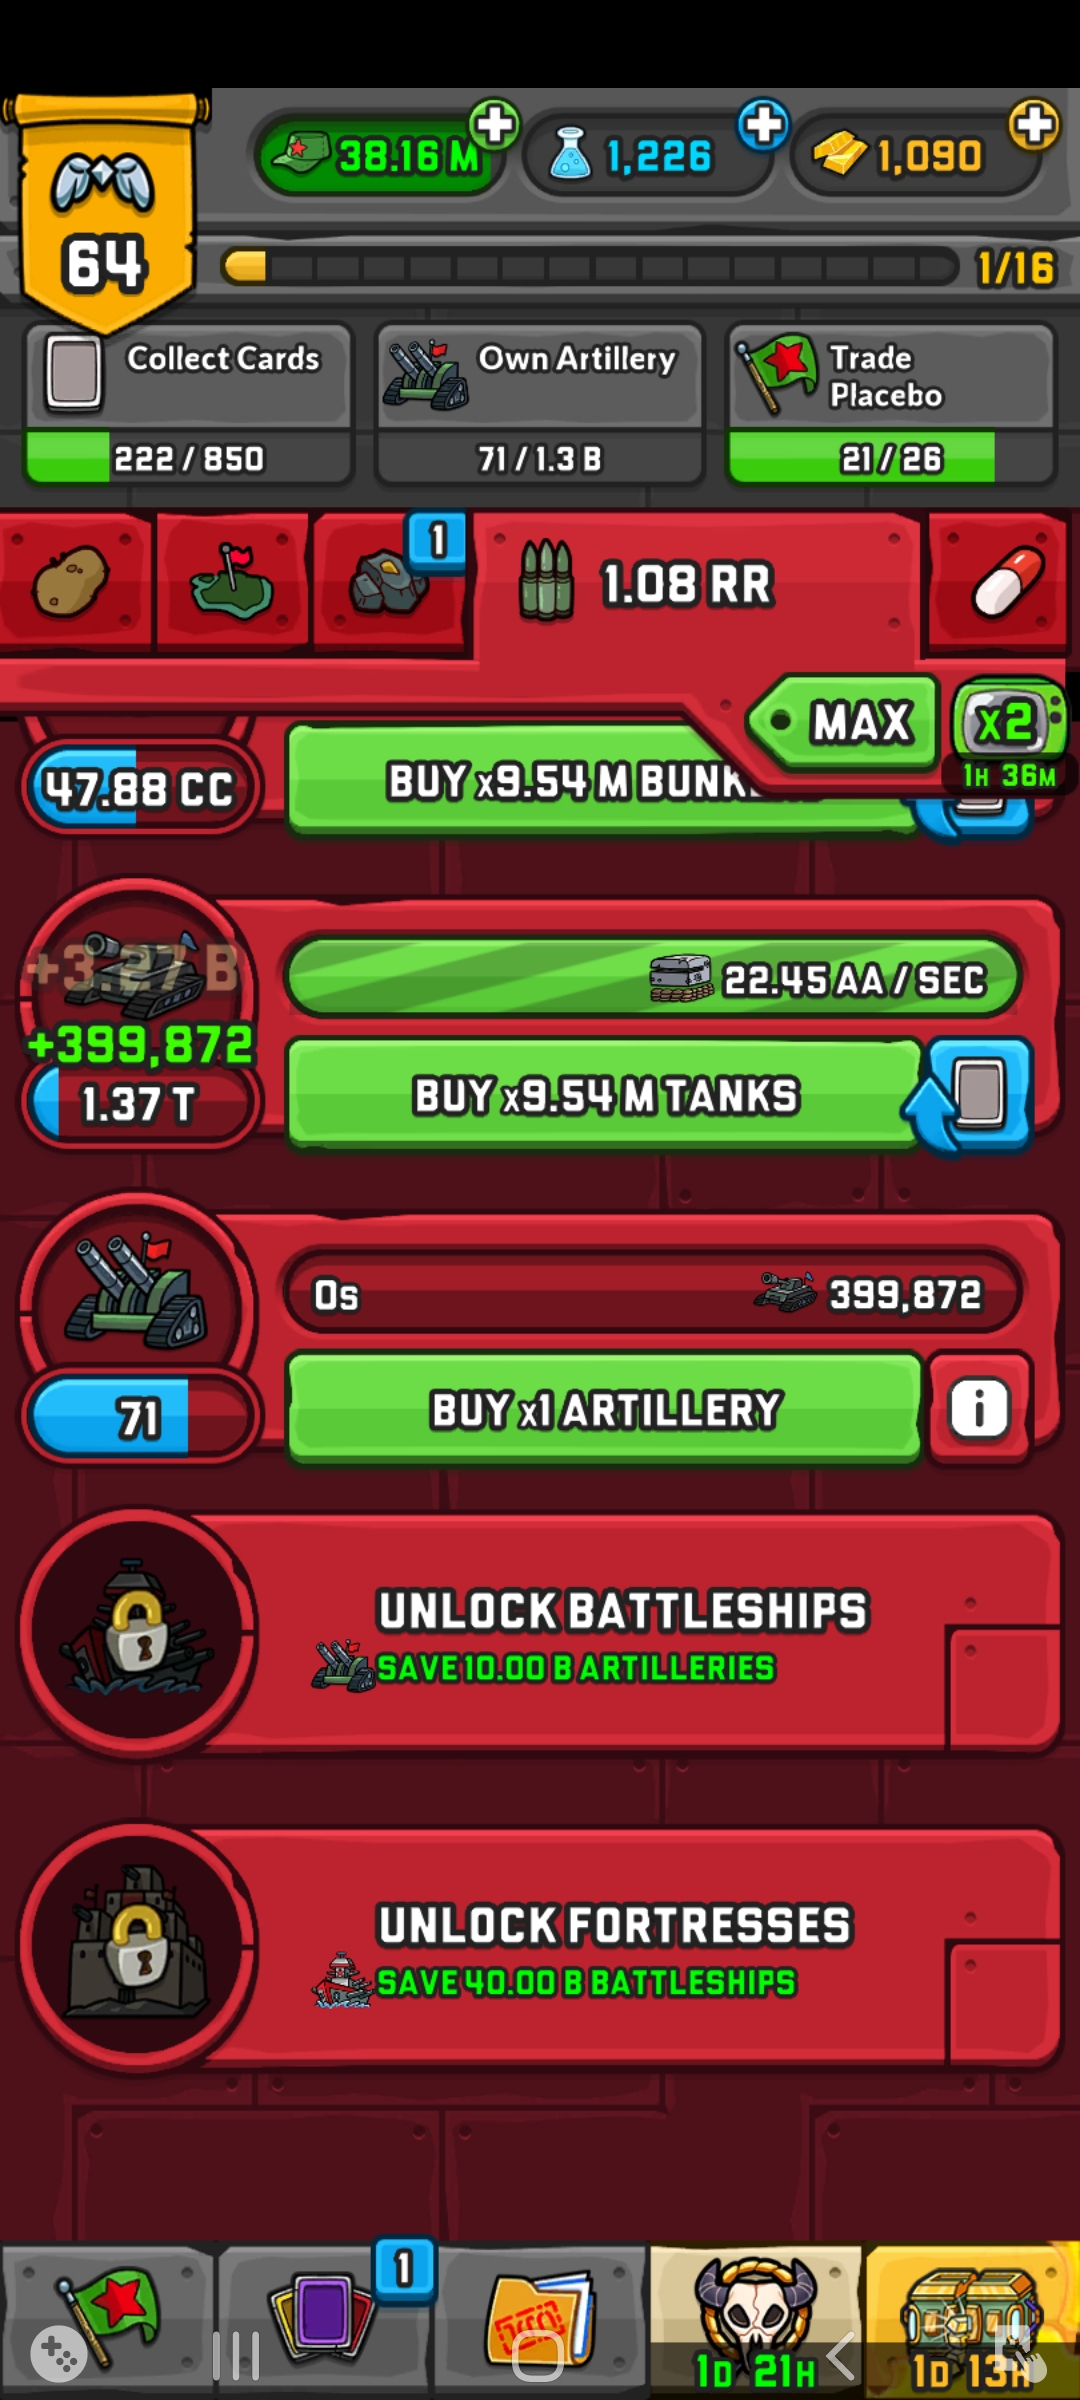 38.16 M
1,226
1,090
64
1/16
Collect Cards
222 / 850
Own Artillery
71 / 1.3 B
Trade
Placebo
21 / 26
1
1.08 RR
MAX
x2
1H 36M
47.88 CC
BUY x9.54 M BUNK
+3.27 B
+399,872
1.37 T
22.45 AA / SEC
BUY x9.54 M TANKS
0s
399,872
71
BUY x1 ARTILLERY
i
UNLOCK BATTLESHIPS
SAVE 10.00 B ARTILLERIES
UNLOCK FORTRESSES
SAVE 40.00 B BATTLESHIPS
1
1D 21H
1D 13H